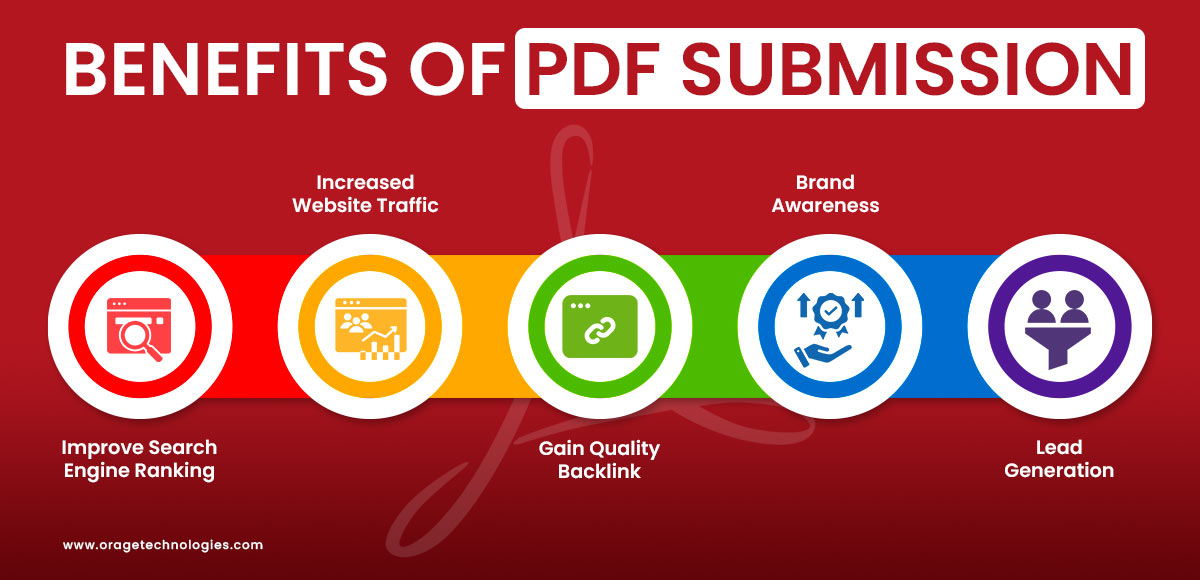 BENEFITS OF PDF SUBMISSION
Increased
Website Traffic
Brand
Awareness
Improve Search
Engine Ranking
Gain Quality
Backlink
Lead
Generation
www.oragetechnologies.com